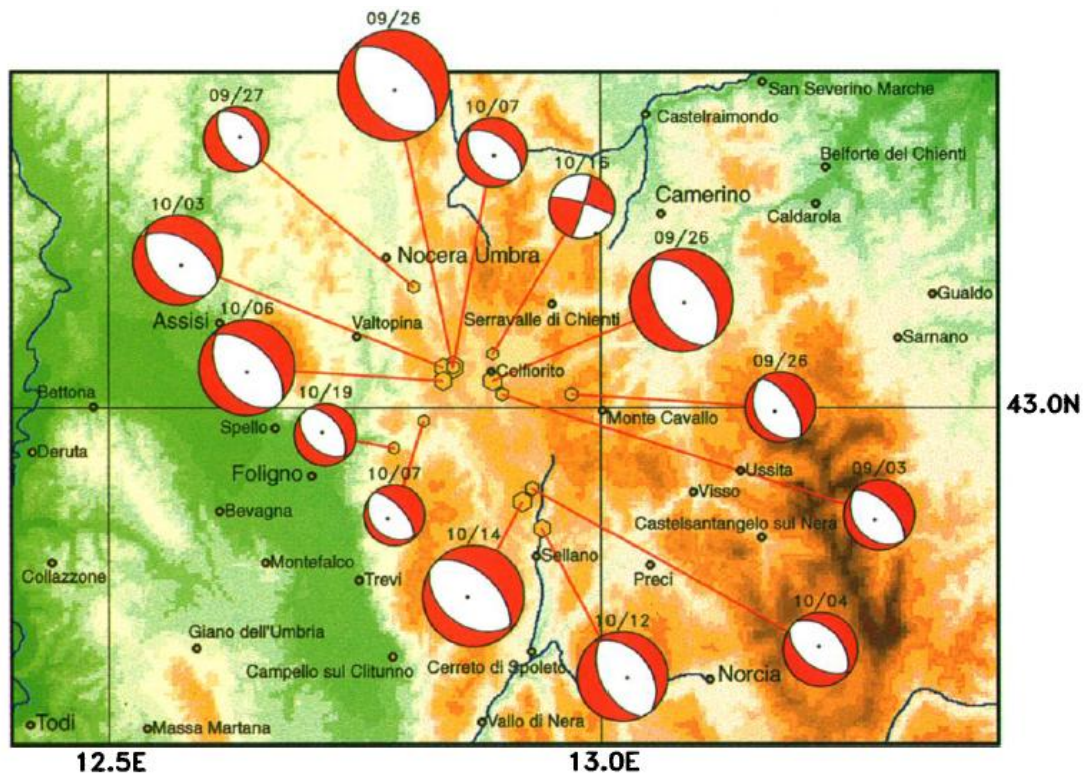 09/26
San Severino Marche
09/27
10/07
Castelraimondo
10/16
Belforte del Chienti
10/03
Camerino
Caldarola
Nocera Umbra
09/26
Gualdo
Assisi
10/06
Valtopina
Serravalle di Chienti
Sarnano
Celfiorito
09/26
Bettona
10/19
Monte Cavallo
43.0N
Spello
Deruta
Foligno
Ussita
09/03
10/07
Visso
Bevagna
Castelsantangelo sul Nera
10/14
Collazzone
Montefalco
Trevi
Sellano
Preci
10/04
Giano dell'Umbria
10/12
Campello sul Clitunno
Cerreto di Spoleto
Norcia
Todi
Massa Martana
Vallo di Nera
12.5E
13.0E